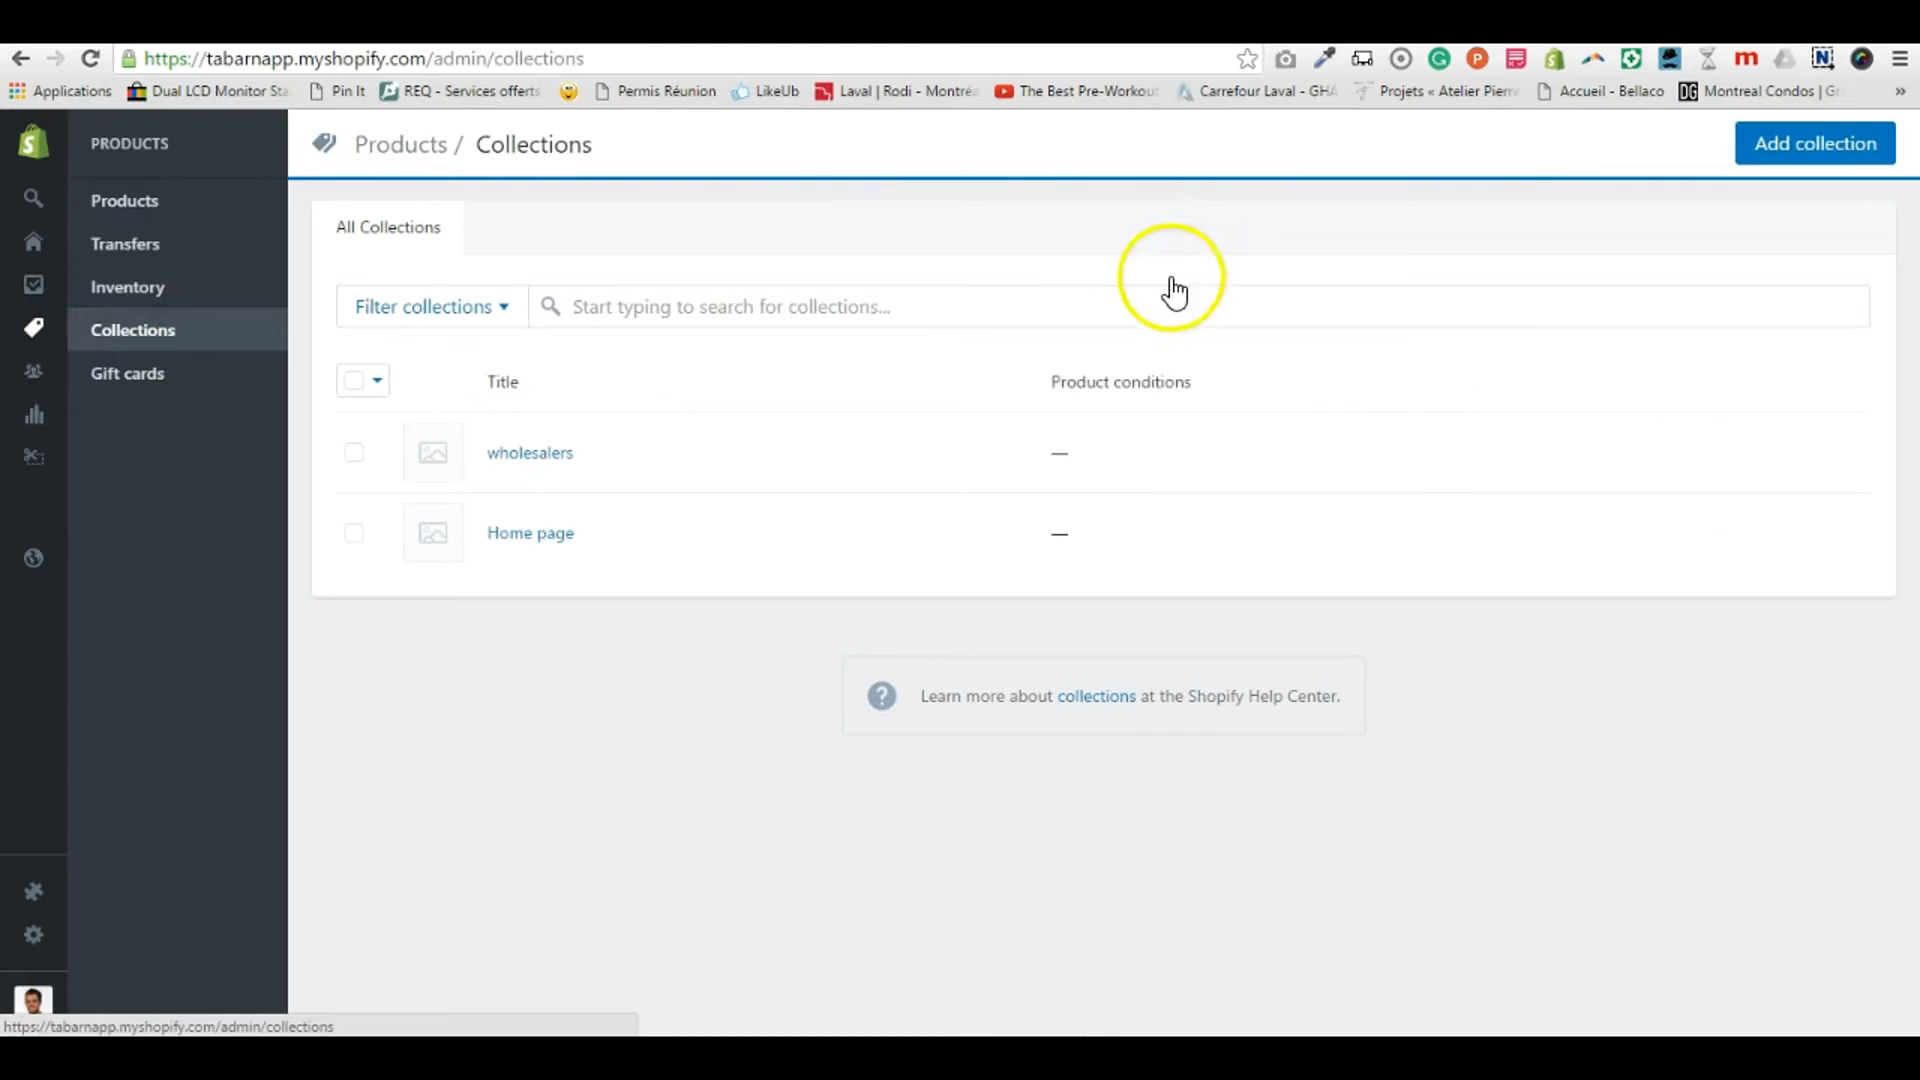 https://tabarnapp.myshopify.com/admin/collections
Applications Dual LCD Monitor Sta Pin It REQ - Services offerts Permis Réunion LikeUb Laval | Rodi - Montréa The Best Pre-Workout Carrefour Laval - GHA Projets « Atelier Pierre Accueil - Bellaco DG Montreal Condos | Gr »
PRODUCTS
Products / Collections
Add collection
Products
Transfers
Inventory
Collections
Gift cards
All Collections
Filter collections
Start typing to search for collections...
Title Product conditions
wholesalers —
Home page —
Learn more about collections at the Shopify Help Center.
https://tabarnapp.myshopify.com/admin/collections